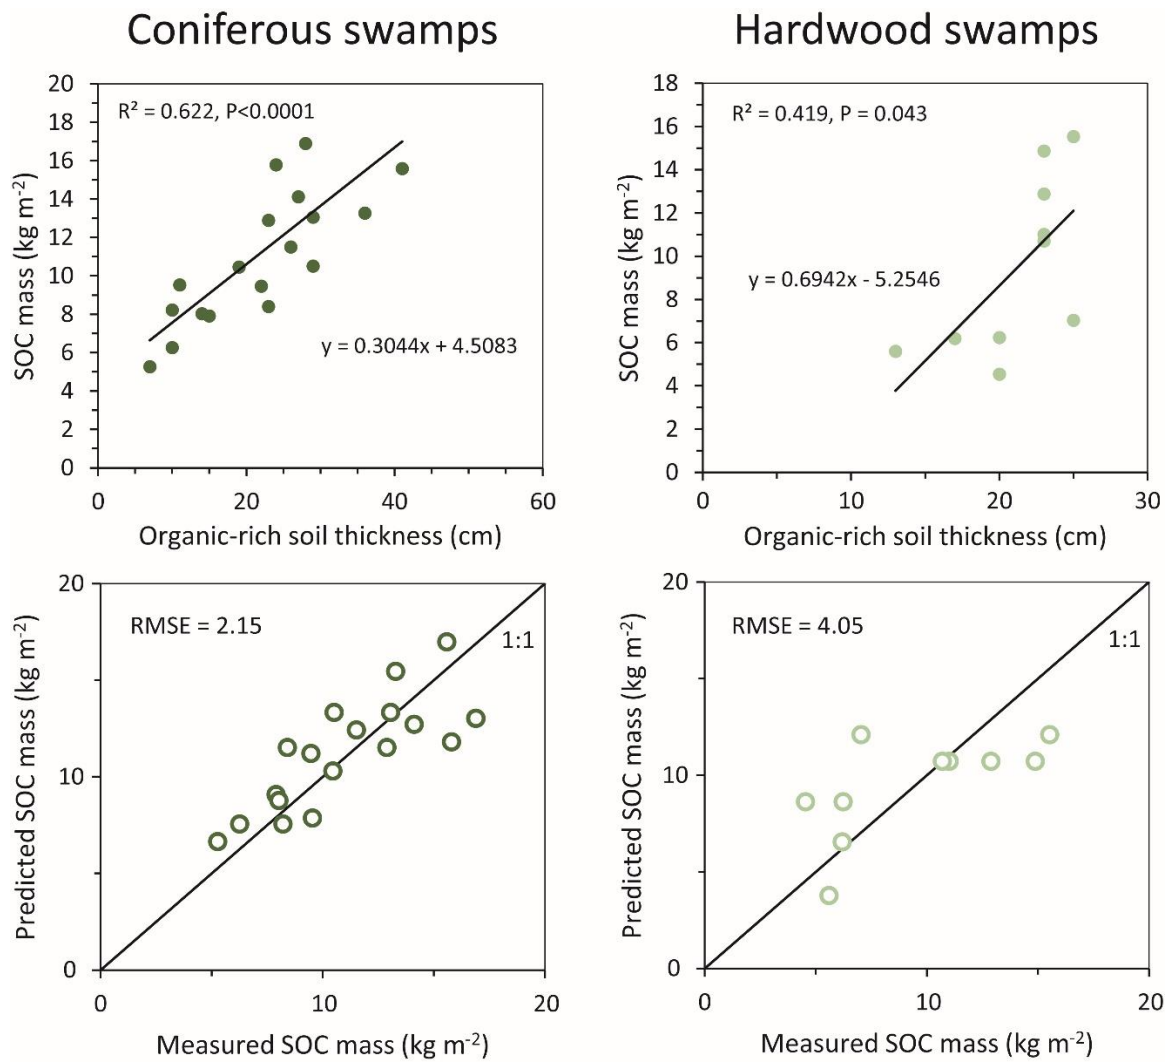 Coniferous swamps
Hardwood swamps
R² = 0.622, P<0.0001
y = 0.3044x + 4.5083
SOC mass (kg m⁻²)
20
18
16
14
12
10
8
6
4
2
0
0 20 40 60
Organic-rich soil thickness (cm)
R² = 0.419, P = 0.043
y = 0.6942x - 5.2546
SOC mass (kg m⁻²)
18
16
14
12
10
8
6
4
2
0
0 10 20 30
Organic-rich soil thickness (cm)
RMSE = 2.15
1:1
Predicted SOC mass (kg m⁻²)
20
10
0
0 10 20
Measured SOC mass (kg m⁻²)
RMSE = 4.05
1:1
Predicted SOC mass (kg m⁻²)
20
10
0
0 10 20
Measured SOC mass (kg m⁻²)